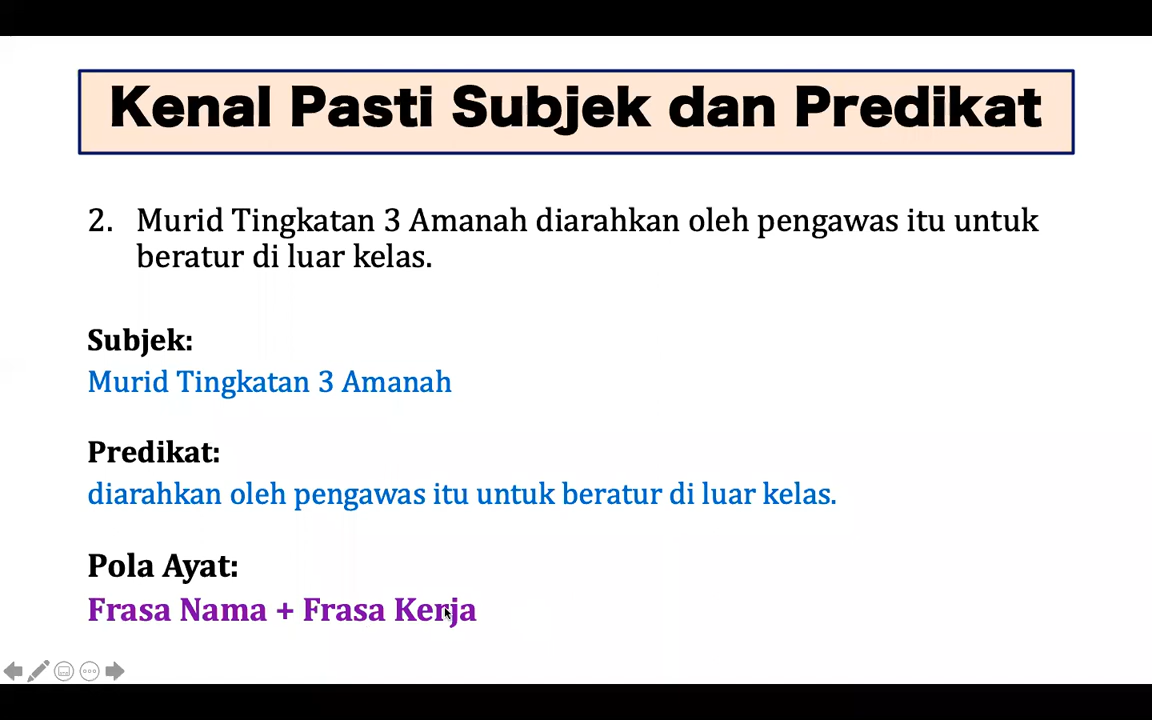 Kenal Pasti Subjek dan Predikat
2. Murid Tingkatan 3 Amanah diarahkan oleh pengawas itu untuk
beratur di luar kelas.
Subjek:
Murid Tingkatan 3 Amanah
Predikat:
diarahkan oleh pengawas itu untuk beratur di luar kelas.
Pola Ayat:
Frasa Nama + Frasa Kerja